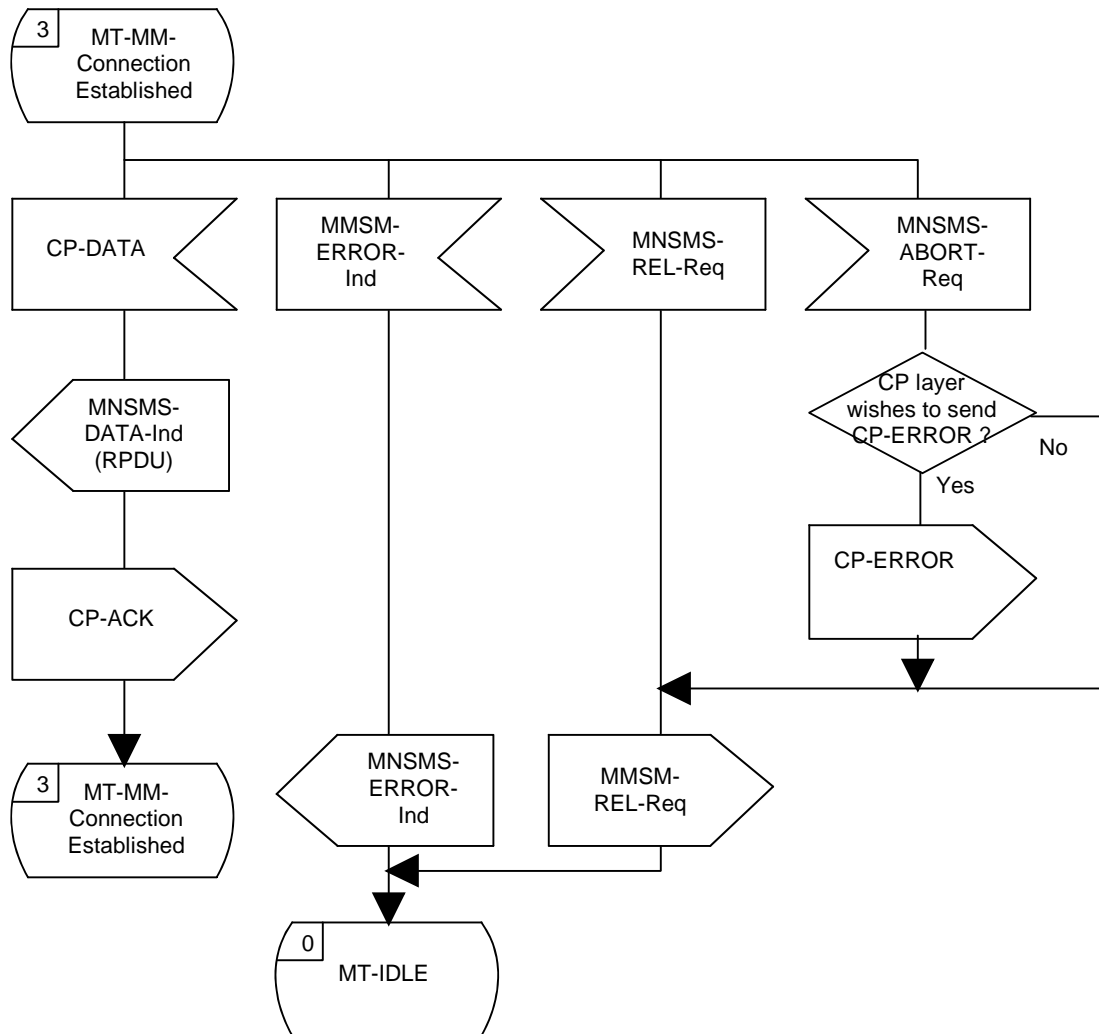 3
MT-MM-
Connection
Established
CP-DATA
MMSM-
ERROR-
Ind
MNSMS-
REL-Req
MNSMS-
ABORT-
Req
MNSMS-
DATA-Ind
(RPDU)
CP layer
wishes to send
CP-ERROR ?
No
Yes
CP-ERROR
CP-ACK
3
MT-MM-
Connection
Established
MNSMS-
ERROR-
Ind
MMSM-
REL-Req
0
MT-IDLE